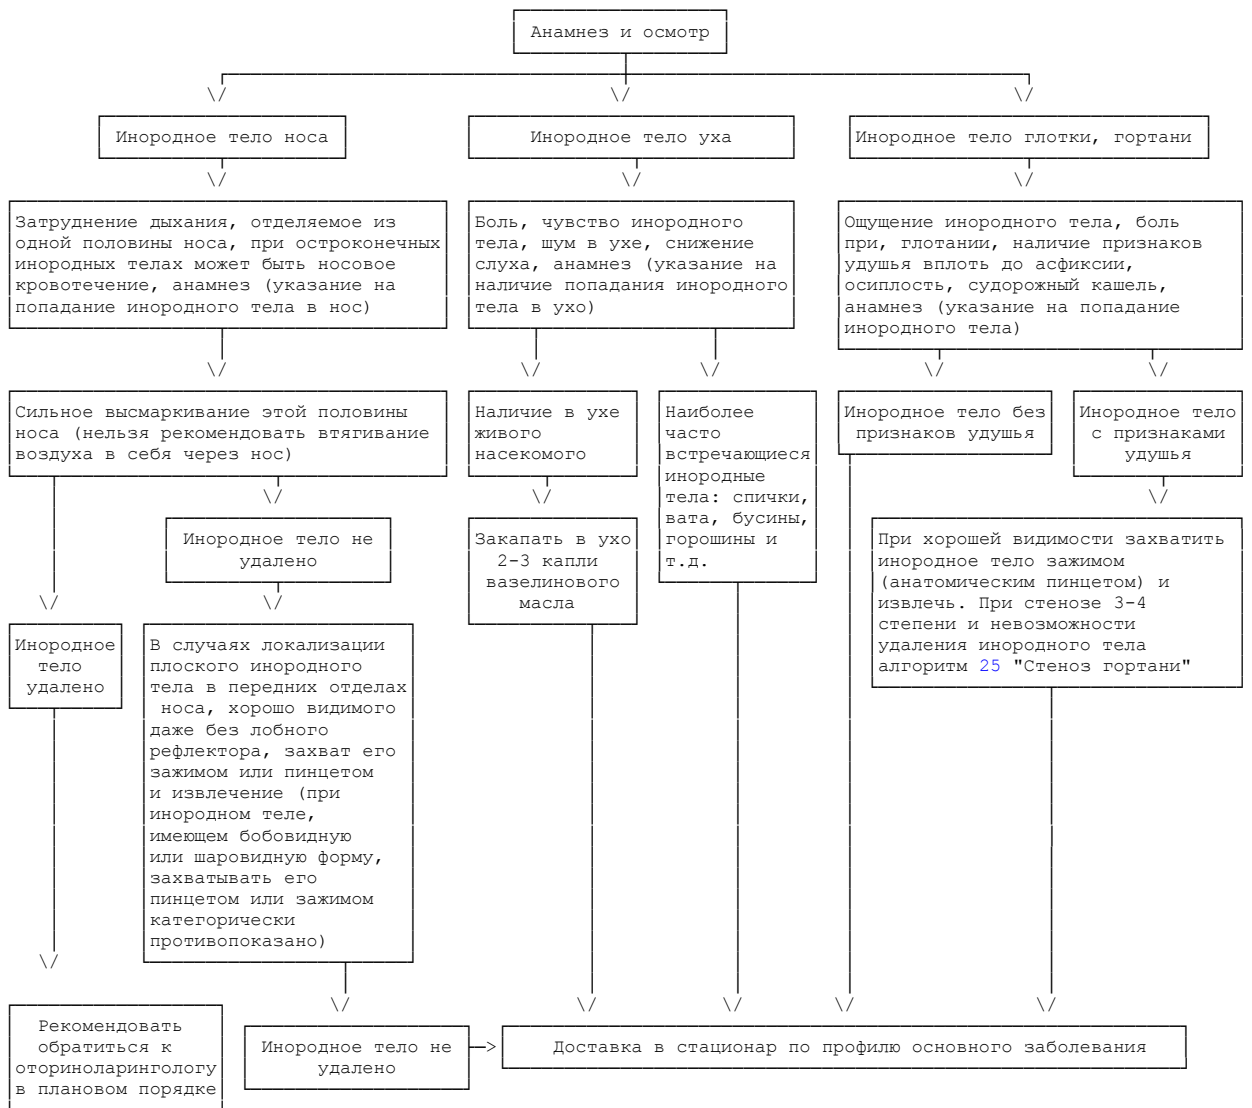 Анамнез и осмотр
Инородное тело носа
Инородное тело уха
Инородное тело глотки, гортани
Затруднение дыхания, отделяемое из
одной половины носа, при остроконечных
инородных телах может быть носовое
кровотечение, анамнез (указание на
попадание инородного тела в нос)
Боль, чувство инородного
тела, шум в ухе, снижение
слуха, анамнез (указание на
наличие попадания инородного
тела в ухо)
Ощущение инородного тела, боль
при, глотании, наличие признаков
удушья вплоть до асфиксии,
осиплость, судорожный кашель,
анамнез (указание на попадание
инородного тела)
Сильное высмаркивание этой половины
носа (нельзя рекомендовать втягивание
воздуха в себя через нос)
Наличие в ухе
живого
насекомого
Наиболее
часто
встречающиеся
инородные
тела: спички,
вата, бусины,
горошины и
т.д.
Инородное тело без
признаков удушья
Инородное тело
с признаками
удушья
Инородное тело не
удалено
Закапать в ухо
2-3 капли
вазелинового
масла
При хорошей видимости захватить
инородное тело зажимом
(анатомическим пинцетом) и
извлечь. При стенозе 3-4
степени и невозможности
удаления инородного тела
алгоритм 25 "Стеноз гортани"
Инородное
тело
удалено
В случаях локализации
плоского инородного
тела в передних отделах
носа, хорошо видимого
даже без лобного
рефлектора, захват его
зажимом или пинцетом
и извлечение (при
инородном теле,
имеющем бобовидную
или шаровидную форму,
захватывать его
пинцетом или зажимом
категорически
противопоказано)
Рекомендовать
обратиться к
оториноларингологу
в плановом порядке
Инородное тело не
удалено
Доставка в стационар по профилю основного заболевания